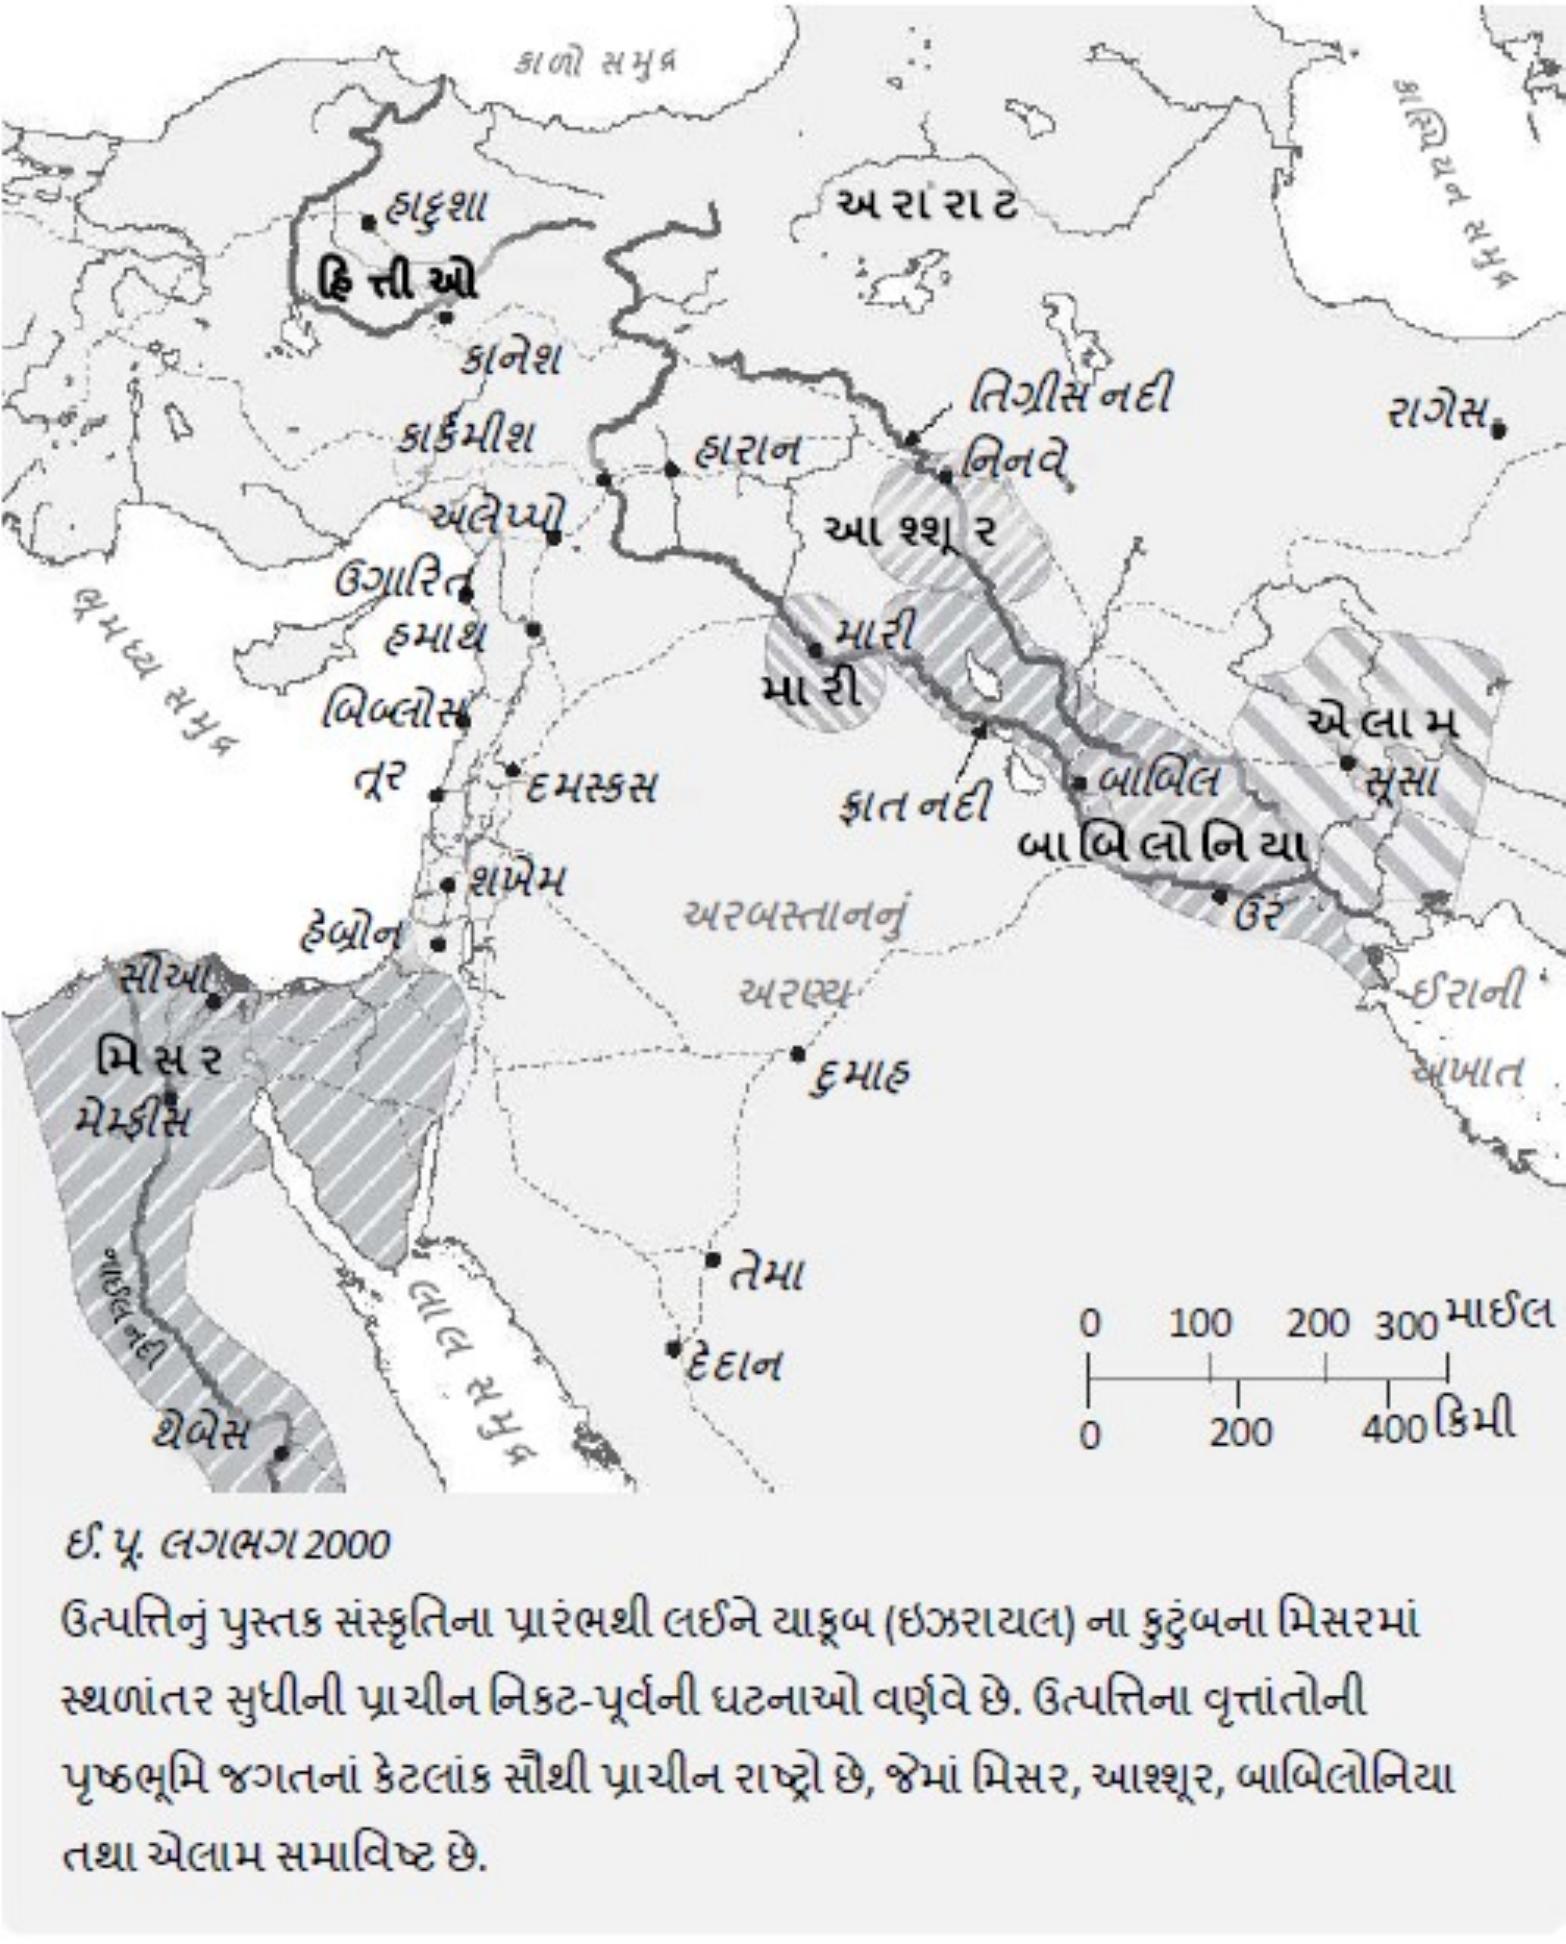 કાળો સમુદ્ર
કાસ્પિયન સમુદ્ર
અરારાટ
હાટુશા
હિત્તીઓ
કાનેશ
તિગ્રીસ નદી
રાગેસ
કાર્કમીશ
હારાન
નિનવે
અલેપ્પો
આશ્શૂર
ઉગારિત
ભૂમધ્ય સમુદ્ર
હમાથ
મારી
મારી
બિબ્લોસ
એલામ
તૂર
દમસ્કસ
ફ્રાત નદી
બાબિલ
સૂસા
બાબિલોનિયા
શખેમ
અરબસ્તાનનું
ઉર
હેબ્રોન
સીઆ
અરણ્ય
ઈરાની
મિસર
દુમાહ
અખાત
મેમ્ફીસ
તેમા
નાઈલ નદી
લાલ સમુદ્ર
0 100 200 300 માઈલ
દેદાન
થેબેસ
0 200 400 કિમી
ઈ.પૂ. લગભગ 2000
ઉત્પત્તિનું પુસ્તક સંસ્કૃતિના પ્રારંભથી લઈને યાકૂબ (ઇઝરાયલ) ના કુટુંબના મિસરમાં
સ્થળાંતર સુધીની પ્રાચીન નિકટ-પૂર્વની ઘટનાઓ વર્ણવે છે. ઉત્પત્તિના વૃત્તાંતોની
પૃષ્ઠભૂમિ જગતનાં કેટલાંક સૌથી પ્રાચીન રાષ્ટ્રો છે, જેમાં મિસર, આશ્શૂર, બાબિલોનિયા
તથા એલામ સમાવિષ્ટ છે.